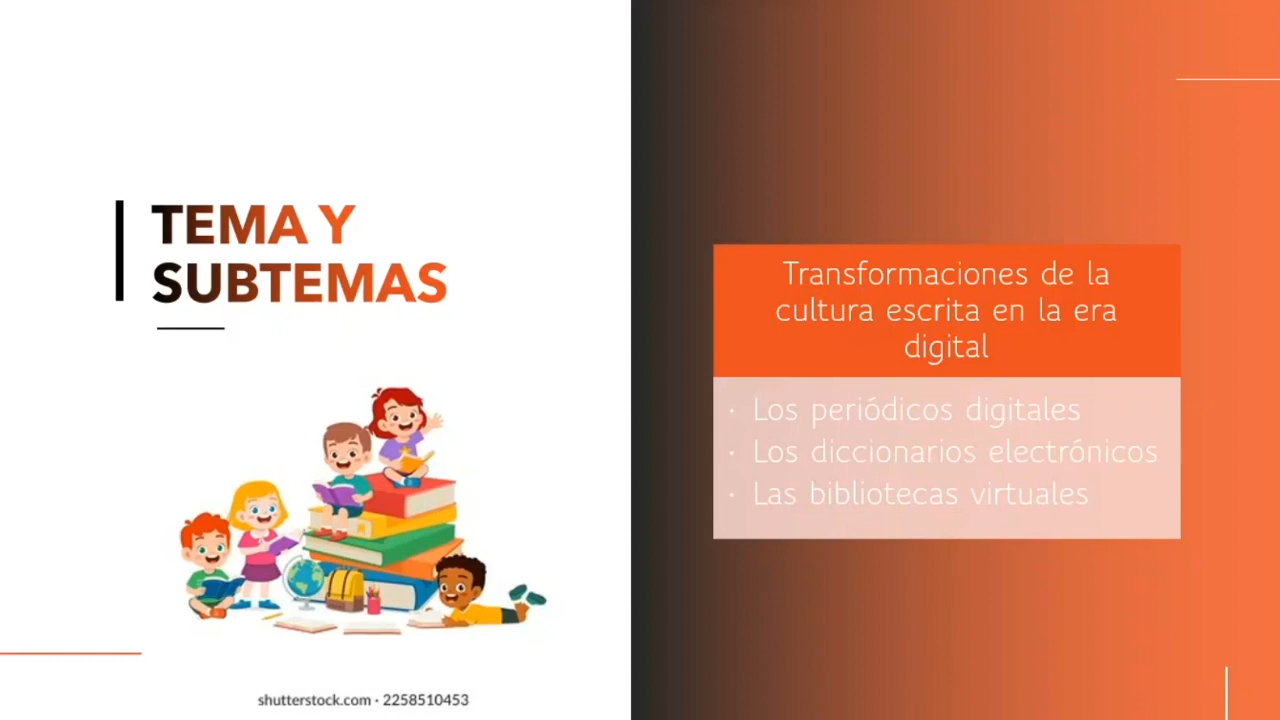 TEMA Y
SUBTEMAS
shutterstock.com · 2258510453
Transformaciones de la
cultura escrita en la era
digital
· Los periódicos digitales
· Los diccionarios electrónicos
· Las bibliotecas virtuales